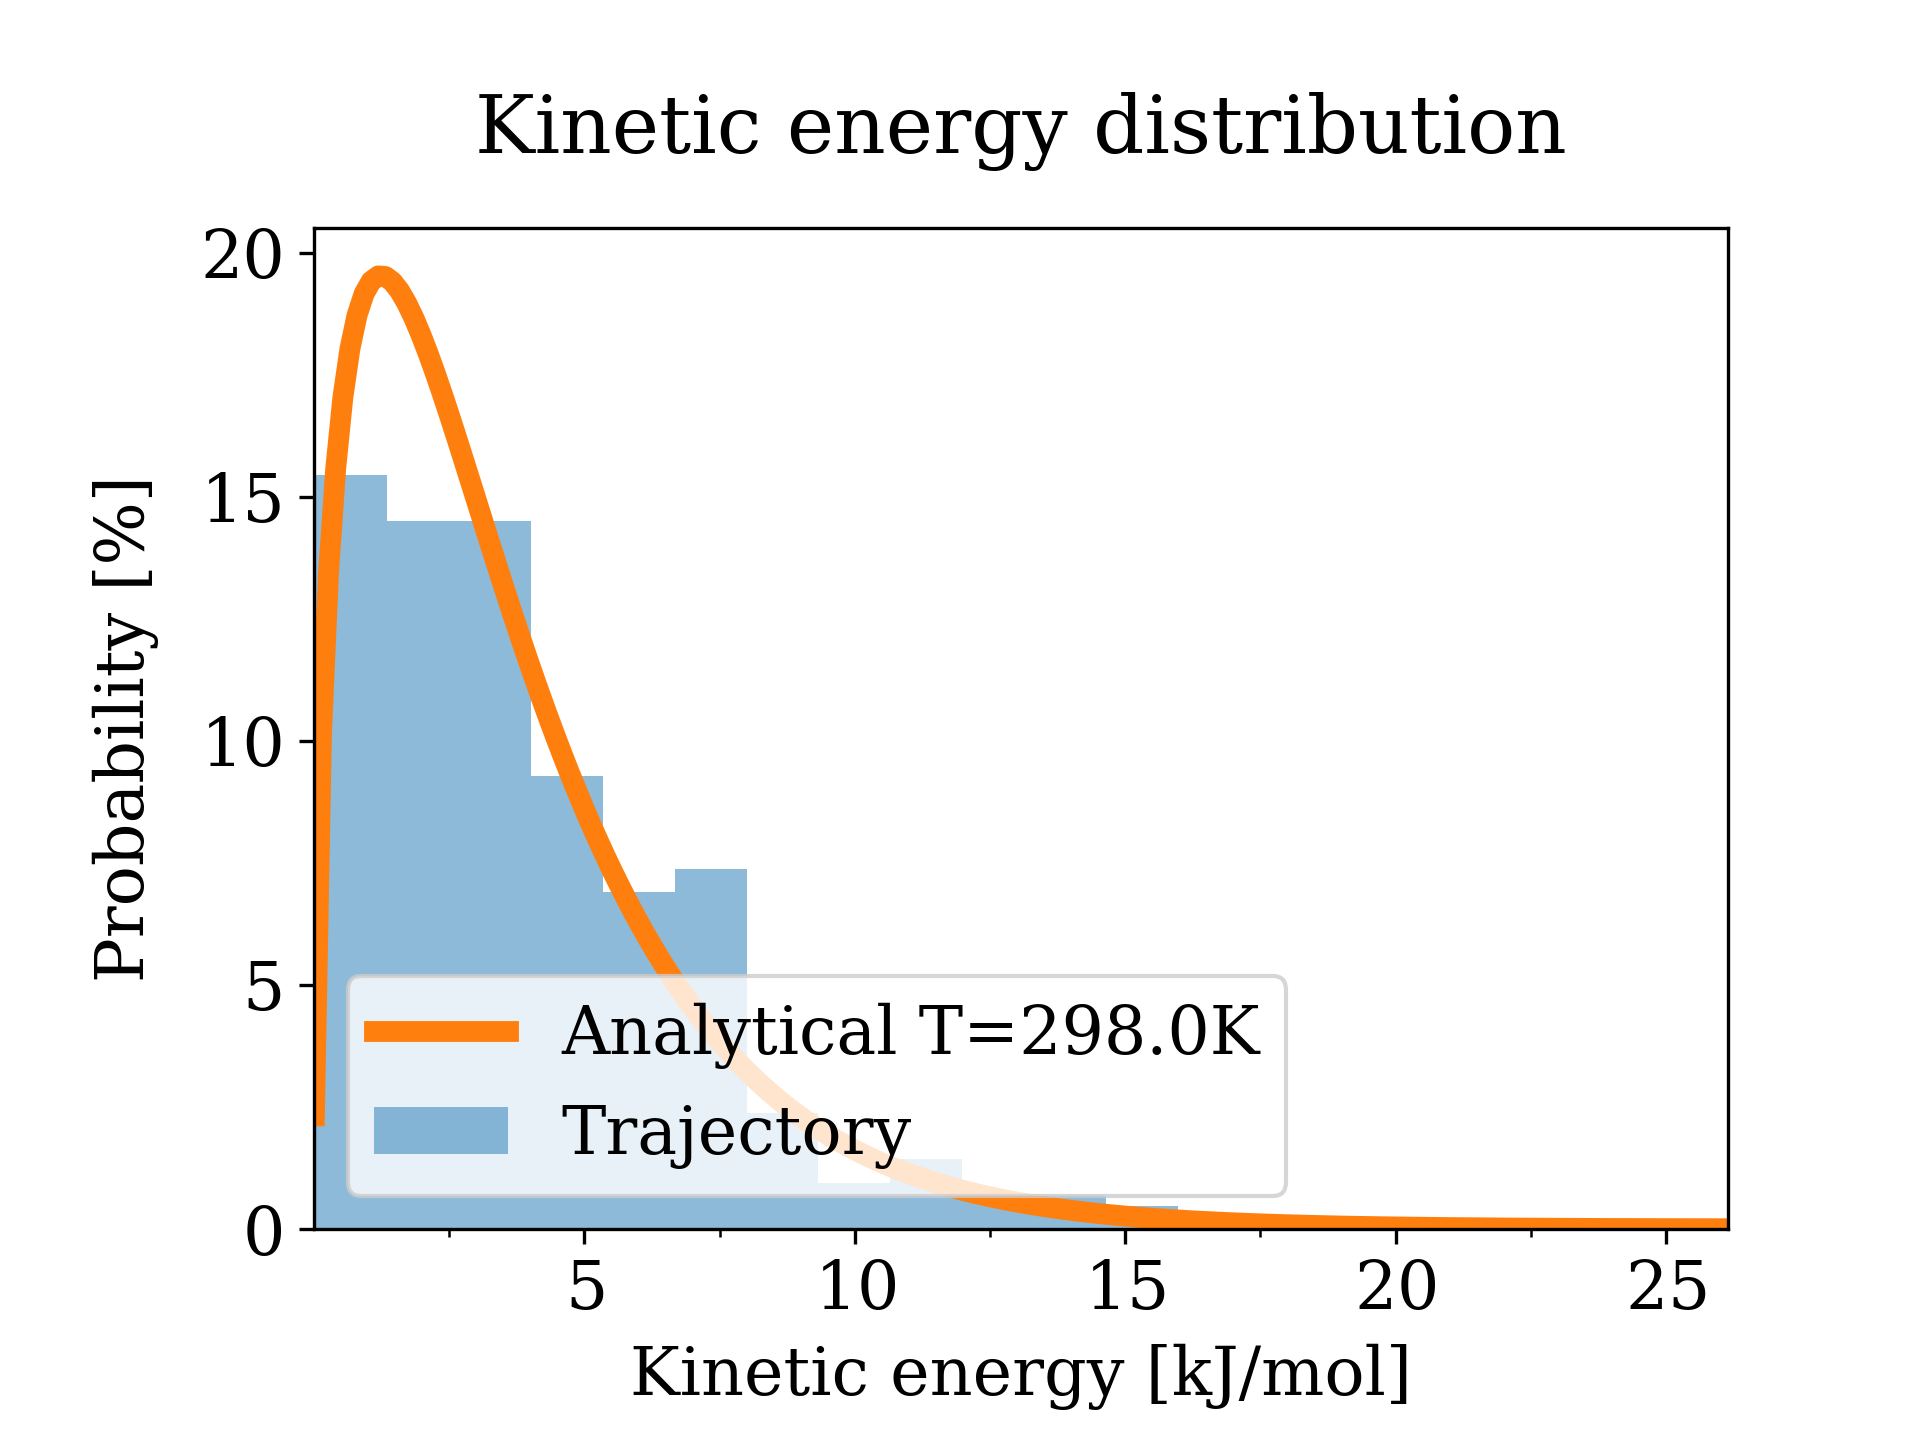 Kinetic energy distribution
Probability [%]
20
15
10
5
0
Analytical T=298.0K
Trajectory
5 10 15 20 25
Kinetic energy [kJ/mol]